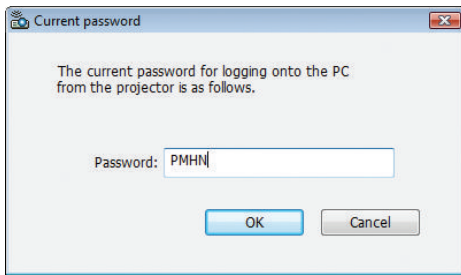 Current password
The current password for logging onto the PC
from the projector is as follows.
Password: PMHN
OK Cancel